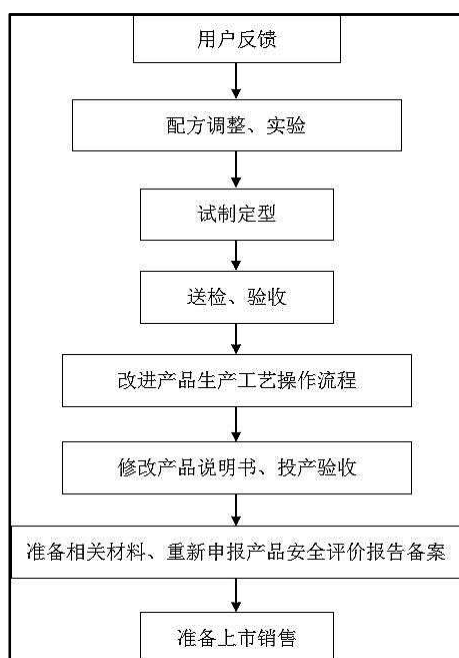 用户反馈
配方调整、实验
试制定型
送检、验收
改进产品生产工艺操作流程
修改产品说明书、投产验收
准备相关材料、重新申报产品安全评价报告备案
准备上市销售